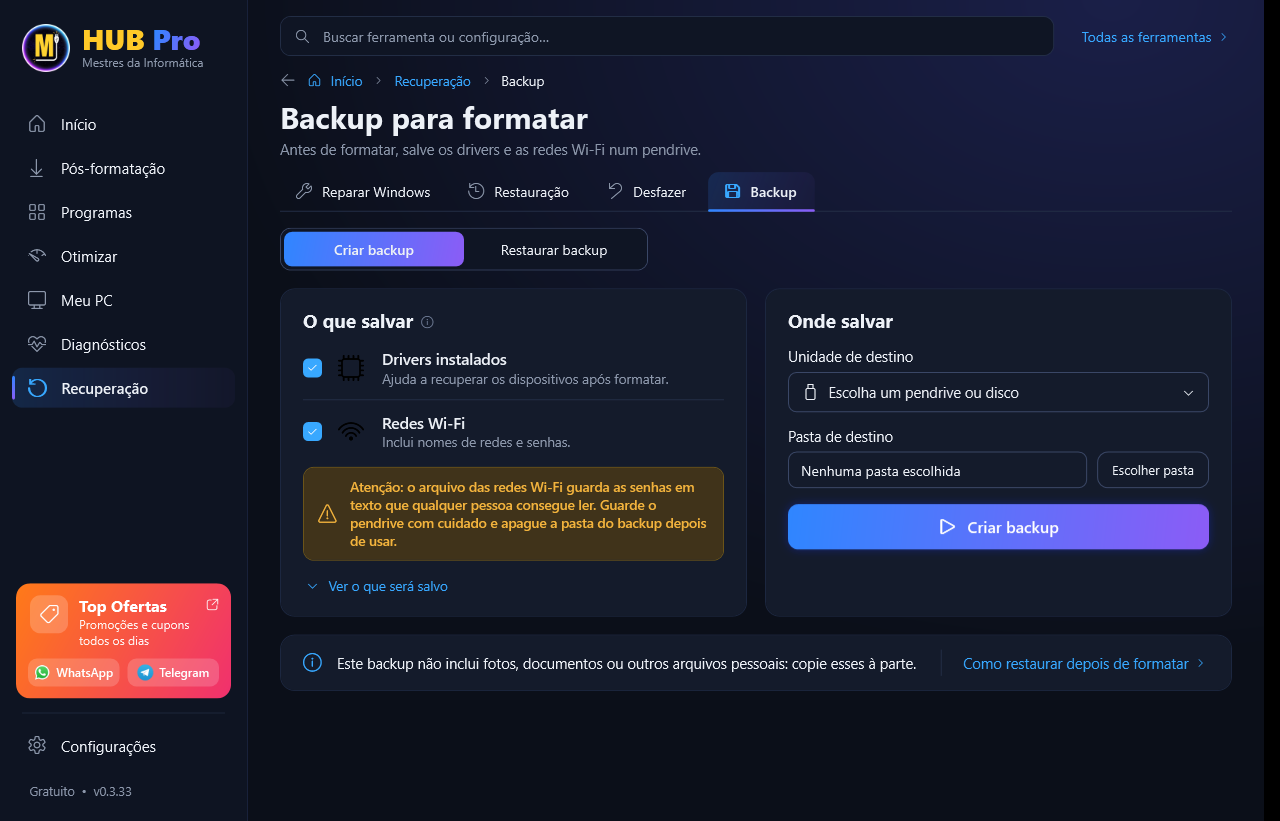 HUB Pro
Mestres da Informática
Início
Pós-formatação
Programas
Otimizar
Meu PC
Diagnósticos
Recuperação
Top Ofertas
Promoções e cupons
todos os dias
WhatsApp
Telegram
Configurações
Gratuito • v0.3.33
Buscar ferramenta ou configuração...
Todas as ferramentas
Início
Recuperação
Backup
Backup para formatar
Antes de formatar, salve os drivers e as redes Wi-Fi num pendrive.
Reparar Windows
Restauração
Desfazer
Backup
Criar backup
Restaurar backup
O que salvar
Drivers instalados
Ajuda a recuperar os dispositivos após formatar.
Redes Wi-Fi
Inclui nomes de redes e senhas.
Atenção: o arquivo das redes Wi-Fi guarda as senhas em
texto que qualquer pessoa consegue ler. Guarde o
pendrive com cuidado e apague a pasta do backup depois
de usar.
Ver o que será salvo
Onde salvar
Unidade de destino
Escolha um pendrive ou disco
Pasta de destino
Nenhuma pasta escolhida
Escolher pasta
Criar backup
Este backup não inclui fotos, documentos ou outros arquivos pessoais: copie esses à parte.
Como restaurar depois de formatar